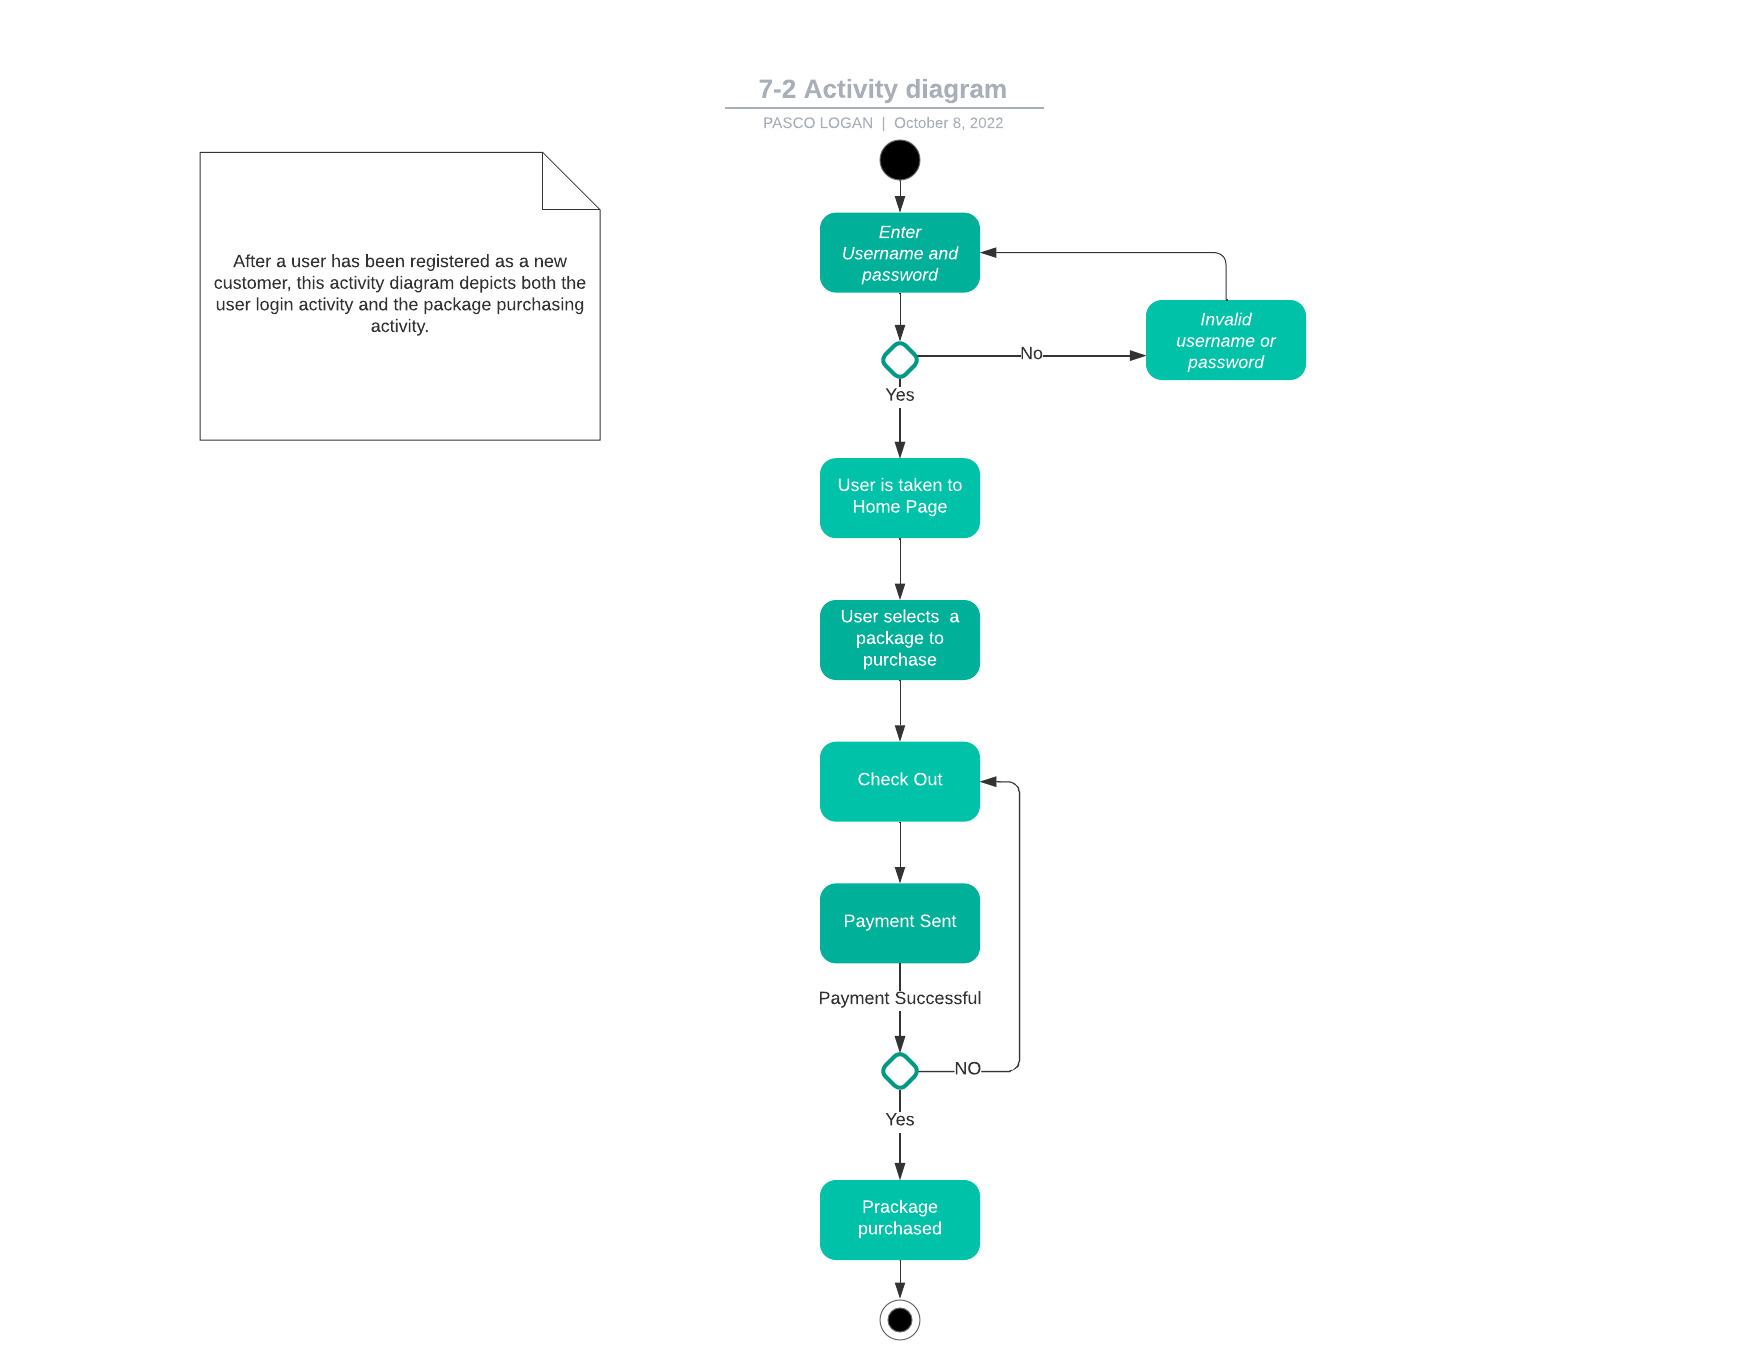 7-2 Activity diagram
PASCO LOGAN | October 8, 2022
After a user has been registered as a new
customer, this activity diagram depicts both the
user login activity and the package purchasing
activity.
Enter
Username and
password
Invalid
username or
password
No
Yes
User is taken to
Home Page
User selects  a
package to
purchase
Check Out
Payment Sent
Payment Successful
NO
Yes
Prackage
purchased